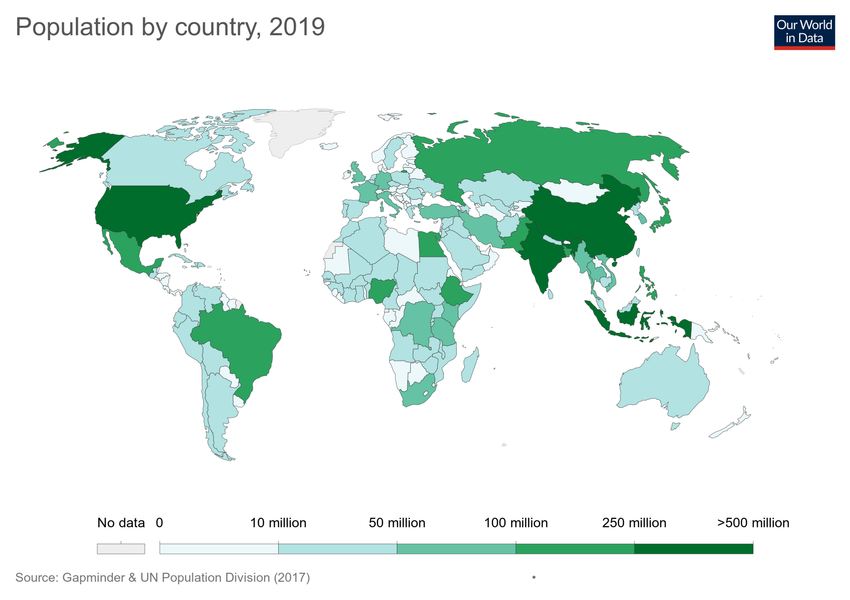 Population by country, 2019
Our World
in Data
No data 0 10 million 50 million 100 million 250 million >500 million
Source: Gapminder & UN Population Division (2017)